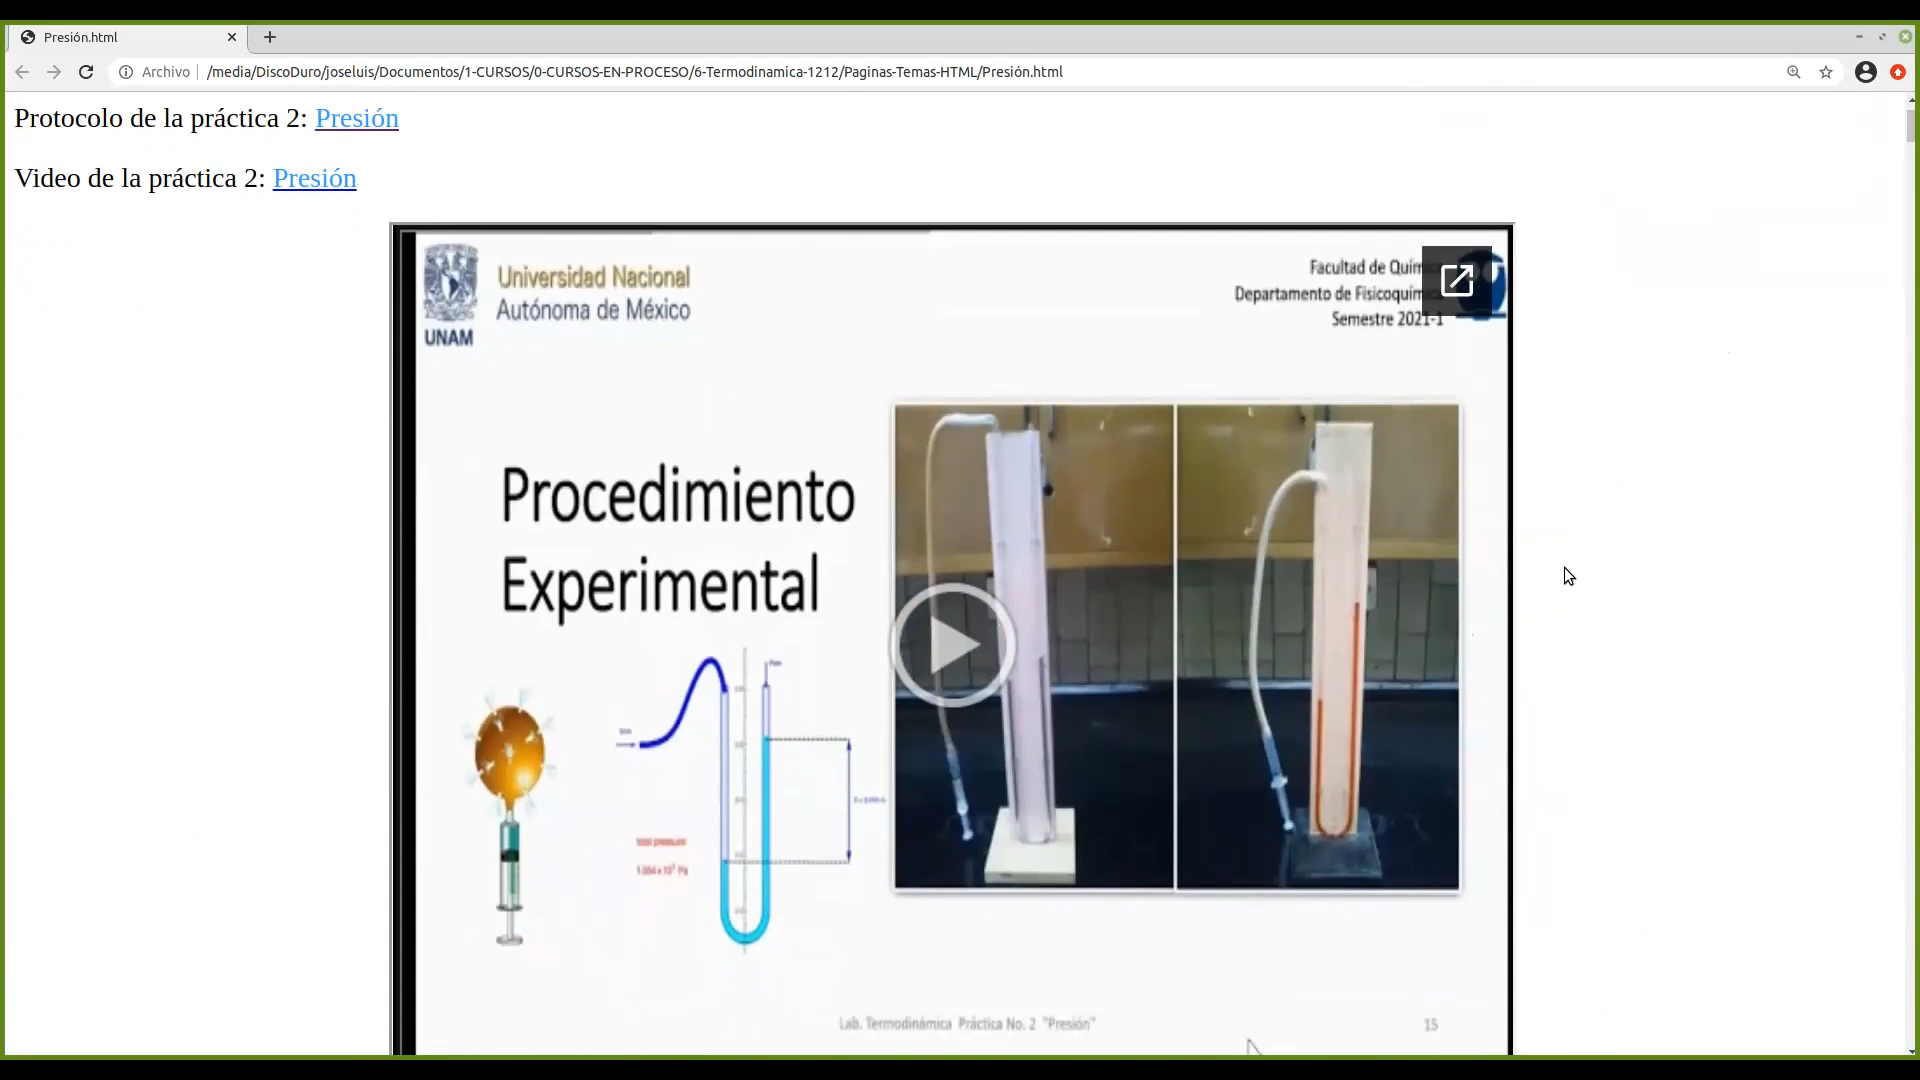 Presión.html
Archivo
/media/DiscoDuro/joseluis/Documentos/1-CURSOS/0-CURSOS-EN-PROCESO/6-Termodinamica-1212/Paginas-Temas-HTML/Presión.html
Protocolo de la práctica 2: Presión
Video de la práctica 2: Presión
UNAM
Universidad Nacional
Autónoma de México
Facultad de
Departamento de
Semestre 2021-1
Procedimiento
Experimental
Lab. Termodinámica Práctica No. 2 "Presión"
15